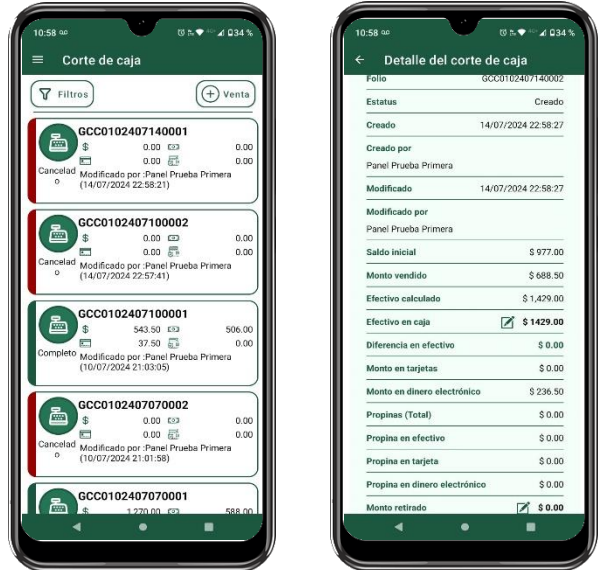 10:58
34 %
Corte de caja
Filtros
Venta
GCC0102407140001
$ 0.00 0.00
0.00 0.00
Cancelad
o
Modificado por :Panel Prueba Primera
(14/07/2024 22:58:21)
GCC0102407100002
$ 0.00 0.00
0.00 0.00
Cancelad
o
Modificado por :Panel Prueba Primera
(14/07/2024 22:57:41)
GCC0102407100001
$ 543.50 506.00
37.50 0.00
Completo
Modificado por :Panel Prueba Primera
(10/07/2024 21:03:05)
GCC0102407070002
$ 0.00 0.00
0.00 0.00
Cancelad
o
Modificado por :Panel Prueba Primera
(10/07/2024 21:01:58)
GCC0102407070001
$ 1,270.00 588.00
10:58
34 %
Detalle del corte de caja
Folio GCC0102407140002
Estatus Creado
Creado 14/07/2024 22:58:27
Creado por
Panel Prueba Primera
Modificado 14/07/2024 22:58:27
Modificado por
Panel Prueba Primera
Saldo inicial $ 977.00
Monto vendido $ 688.50
Efectivo calculado $ 1,429.00
Efectivo en caja $ 1429.00
Diferencia en efectivo $ 0.00
Monto en tarjetas $ 0.00
Monto en dinero electrónico $ 236.50
Propinas (Total) $ 0.00
Propina en efectivo $ 0.00
Propina en tarjeta $ 0.00
Propina en dinero electrónico $ 0.00
Monto retirado $ 0.00